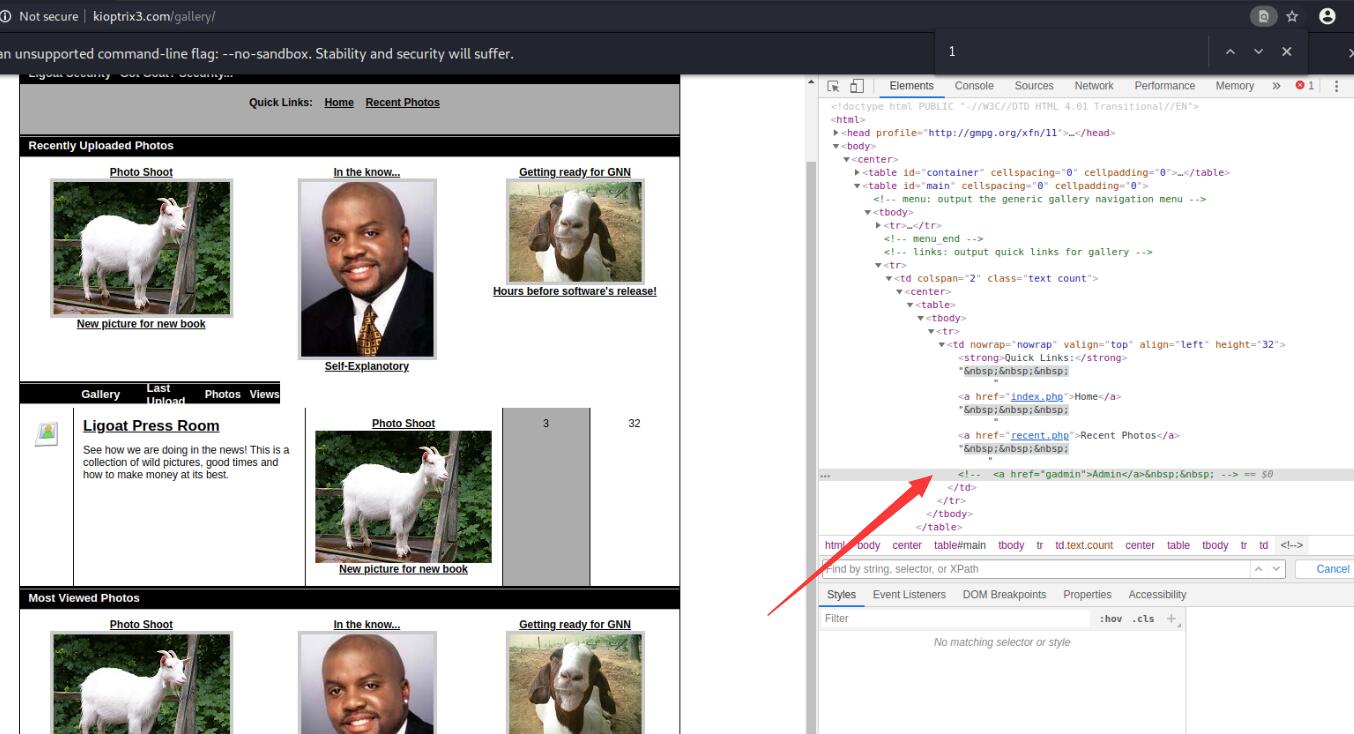 Not secure | kioptrix3.com/gallery/
an unsupported command-line flag: --no-sandbox. Stability and security will suffer.
1
Ligoat Security - Got Goat? Security...
Quick Links: Home Recent Photos
Recently Uploaded Photos
Photo Shoot In the know... Getting ready for GNN
Hours before software's release!
New picture for new book
Self-Explanatory
Gallery Last Upload Photos Views
Ligoat Press Room
See how we are doing in the news! This is a
collection of wild pictures, good times and
how to make money at its best.
Photo Shoot
New picture for new book
3 32
Most Viewed Photos
Photo Shoot In the know... Getting ready for GNN
Elements Console Sources Network Performance Memory » 1
<!doctype html PUBLIC "-//W3C//DTD HTML 4.01 Transitional//EN">
<html>
<head profile="http://gmpg.org/xfn/11">…</head>
<body>
<center>
<table id="container" cellspacing="0" cellpadding="0">…</table>
<table id="main" cellspacing="0" cellpadding="0">
<!-- menu: output the generic gallery navigation menu -->
<tbody>
<tr>…</tr>
<!-- menu_end -->
<!-- links: output quick links for gallery -->
<tr>
<td colspan="2" class="text count">
<center>
<table>
<tbody>
<tr>
<td nowrap="nowrap" valign="top" align="left" height="32">
<strong>Quick Links:</strong>
"&nbsp;&nbsp;&nbsp;
"
<a href="index.php">Home</a>
"&nbsp;&nbsp;&nbsp;
"
<a href="recent.php">Recent Photos</a>
"&nbsp;&nbsp;&nbsp;
"
… <!-- <a href="gadmin">Admin</a>&nbsp;&nbsp; --> == $0
</td>
</tr>
</tbody>
</table>
html body center table#main tbody tr td.text.count center table tbody tr td <!-->
Find by string, selector, or XPath Cancel
Styles Event Listeners DOM Breakpoints Properties Accessibility
Filter :hov .cls +
No matching selector or style